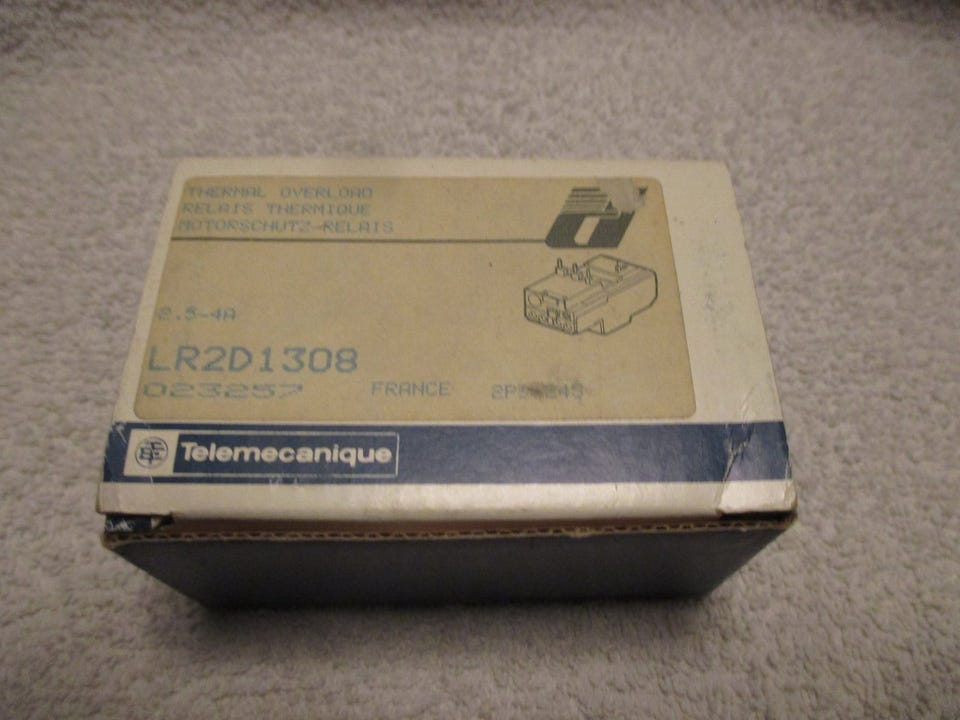 THERMAL OVERLOAD
RELAIS THERMIQUE
MOTORSCHUTZ-RELAIS
2.5-4A
LR2D1308
023257 FRANCE
Telemecanique